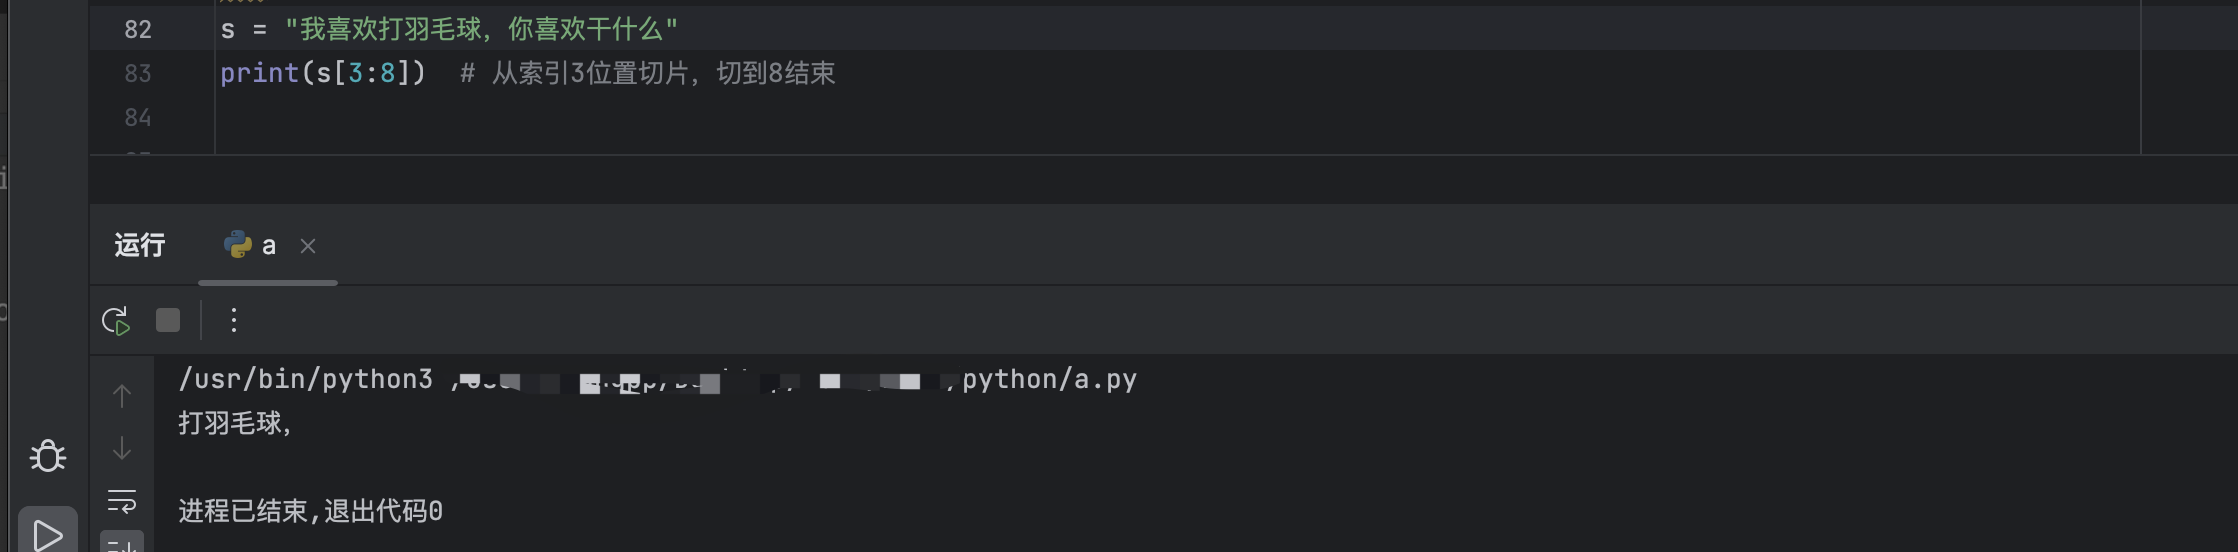 82 s = "我喜欢打羽毛球，你喜欢干什么"
83 print(s[3:8])  # 从索引3位置切片，切到8结束
84
运行 a
/usr/bin/python3 /python/a.py
打羽毛球，
进程已结束,退出代码0